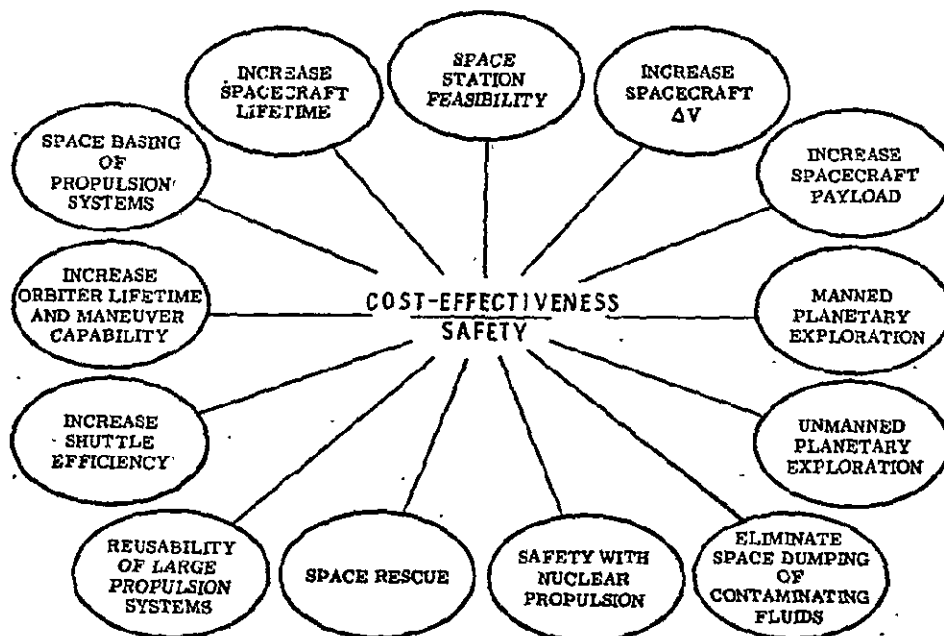 INCREASE
SPACECRAFT
LIFETIME
SPACE
STATION
FEASIBILITY
INCREASE
SPACECRAFT
ΔV
SPACE BASING
OF
PROPULSION
SYSTEMS
INCREASE
SPACECRAFT
PAYLOAD
INCREASE
ORBITER LIFETIME
AND MANEUVER
CAPABILITY
COST-EFFECTIVENESS
SAFETY
MANNED
PLANETARY
EXPLORATION
INCREASE
SHUTTLE
EFFICIENCY
UNMANNED
PLANETARY
EXPLORATION
REUSABILITY
OF LARGE
PROPULSION
SYSTEMS
SPACE RESCUE
SAFETY WITH
NUCLEAR
PROPULSION
ELIMINATE
SPACE DUMPING
OF
CONTAMINATING
FLUIDS